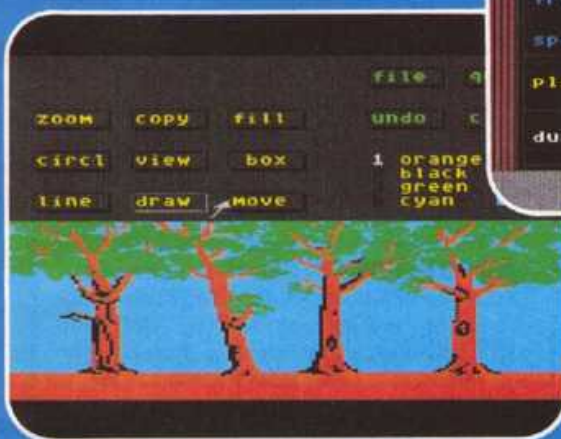 file
zoom copy fill undo
circl view box 1 orange
black
line draw move green
cyan
sp
pl
du